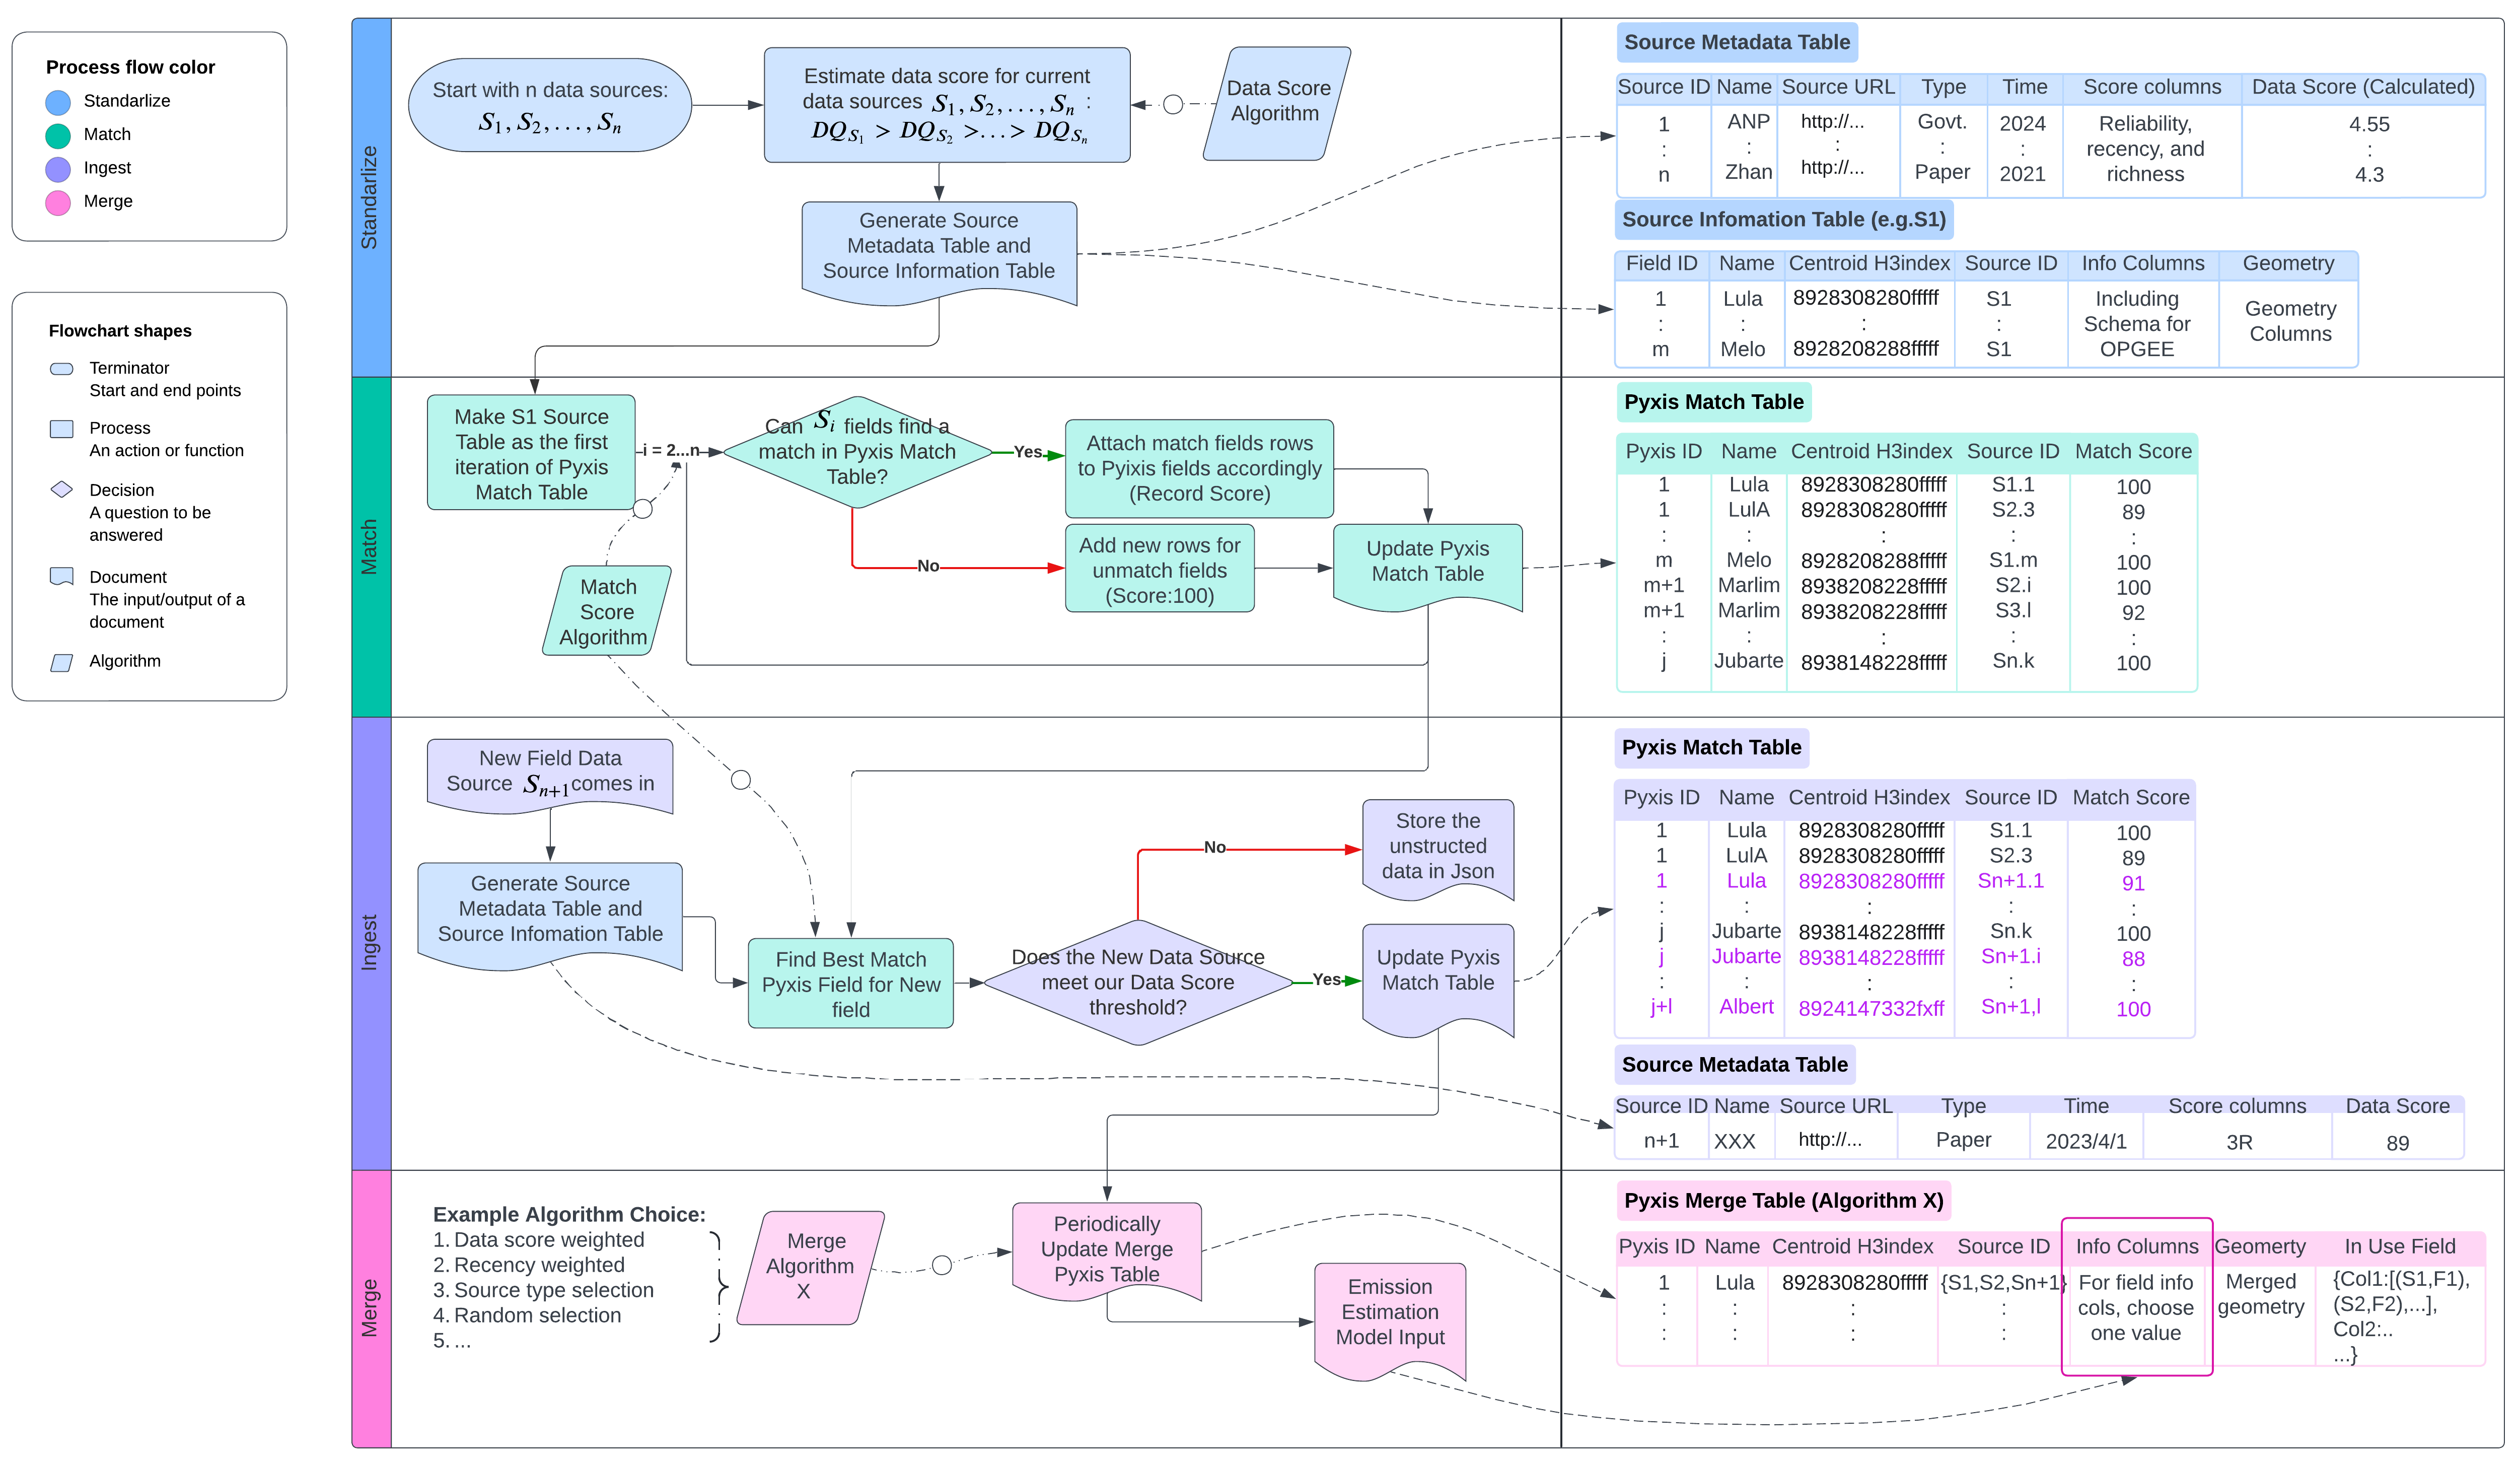 Process flow color
Standarlize
Match
Ingest
Merge
Flowchart shapes
Terminator
Start and end points
Process
An action or function
Decision
A question to be
answered
Document
The input/output of a
document
Algorithm
Standarlize
Start with n data sources:
S1, S2, . . . , Sn
Estimate data score for current
data sources S1, S2, . . . , Sn :
DQS1 > DQS2 >. . . > DQSn
Data Score
Algorithm
Generate Source
Metadata Table and
Source Information Table
Source Metadata Table
Source ID Name Source URL Type Time Score columns Data Score (Calculated)
1 ANP http://... Govt. 2024 Reliability, 4.55
: : : : : recency, and :
n Zhan http://... Paper 2021 richness 4.3
Source Infomation Table (e.g.S1)
Field ID Name Centroid H3index Source ID Info Columns Geometry
1 Lula 8928308280fffff S1 Including Geometry
: : : : Schema for Columns
m Melo 8928208288fffff S1 OPGEE
Match
Make S1 Source
Table as the first
iteration of Pyxis
Match Table
i = 2...n
Can Si fields find a
match in Pyxis Match
Table?
Yes
Attach match fields rows
to Pyixis fields accordingly
(Record Score)
No
Add new rows for
unmatch fields
(Score:100)
Update Pyxis
Match Table
Match
Score
Algorithm
Pyxis Match Table
Pyxis ID Name Centroid H3index Source ID Match Score
1 Lula 8928308280fffff S1.1 100
1 LulA 8928308280fffff S2.3 89
: : : : :
m Melo 8928208288fffff S1.m 100
m+1 Marlim 8938208228fffff S2.i 100
m+1 Marlim 8938208228fffff S3.l 92
: : : : :
j Jubarte 8938148228fffff Sn.k 100
Ingest
New Field Data
Source Sn+1 comes in
Generate Source
Metadata Table and
Source Infomation Table
Find Best Match
Pyxis Field for New
field
Does the New Data Source
meet our Data Score
threshold?
No
Store the
unstructed
data in Json
Yes
Update Pyxis
Match Table
Pyxis Match Table
Pyxis ID Name Centroid H3index Source ID Match Score
1 Lula 8928308280fffff S1.1 100
1 LulA 8928308280fffff S2.3 89
1 Lula 8928308280fffff Sn+1.1 91
: : : : :
j Jubarte 8938148228fffff Sn.k 100
j Jubarte 8938148228fffff Sn+1.i 88
: : : : :
j+l Albert 8924147332fxff Sn+1,l 100
Source Metadata Table
Source ID Name Source URL Type Time Score columns Data Score
n+1 XXX http://... Paper 2023/4/1 3R 89
Merge
Example Algorithm Choice:
1. Data score weighted
2. Recency weighted
3. Source type selection
4. Random selection
5. ...
Merge
Algorithm
X
Periodically
Update Merge
Pyxis Table
Emission
Estimation
Model Input
Pyxis Merge Table (Algorithm X)
Pyxis ID Name Centroid H3index Source ID Info Columns Geomerty In Use Field
1 Lula 8928308280fffff {S1,S2,Sn+1} For field info Merged {Col1:[(S1,F1),
: : : : cols, choose geometry (S2,F2),...],
: : : : one value Col2:..
...}